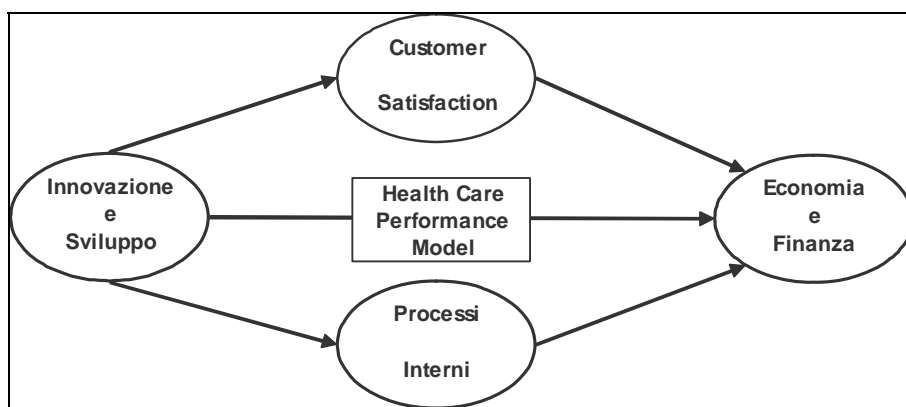 Customer
Satisfaction
Innovazione
e
Sviluppo
Health Care
Performance
Model
Economia
e
Finanza
Processi
Interni